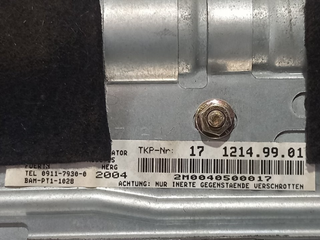 TKP-Nr: 17 1214.99.01
TEL 0911-7930-0
BAM-PT1-1028
2004
2M0040500017
ACHTUNG: NUR INERTE GEGENSTAENDE VERSCHROTTEN